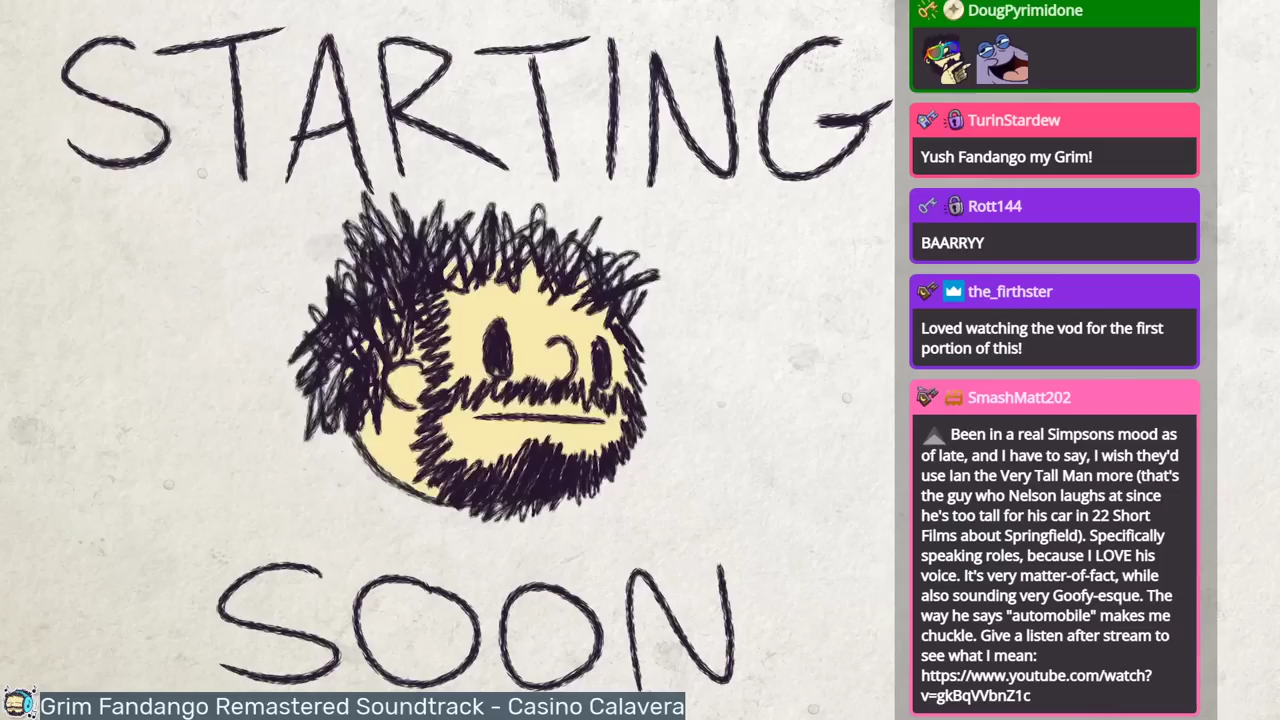 STARTING
SOON
Grim Fandango Remastered Soundtrack - Casino Calavera
DougPyrimidone
TurinStardew
Yush Fandango my Grim!
Rott144
BAARRYY
the_firthster
Loved watching the vod for the first
portion of this!
SmashMatt202
Been in a real Simpsons mood as
of late, and I have to say, I wish they'd
use Ian the Very Tall Man more (that's
the guy who Nelson laughs at since
he's too tall for his car in 22 Short
Films about Springfield). Specifically
speaking roles, because I LOVE his
voice. It's very matter-of-fact, while
also sounding very Goofy-esque. The
way he says "automobile" makes me
chuckle. Give a listen after stream to
see what I mean:
https://www.youtube.com/watch?
v=gkBqVVbnZ1c